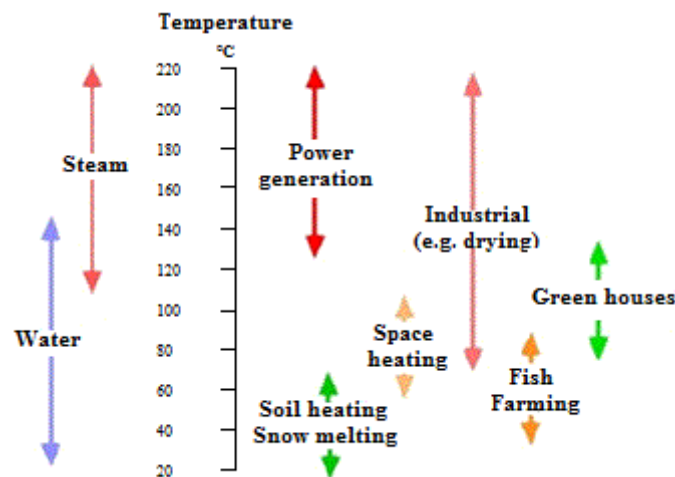 Temperature
°C
220
200
180
160
140
120
100
80
60
40
20
Steam
Water
Power
generation
Industrial
(e.g. drying)
Green houses
Space
heating
Fish
Farming
Soil heating
Snow melting